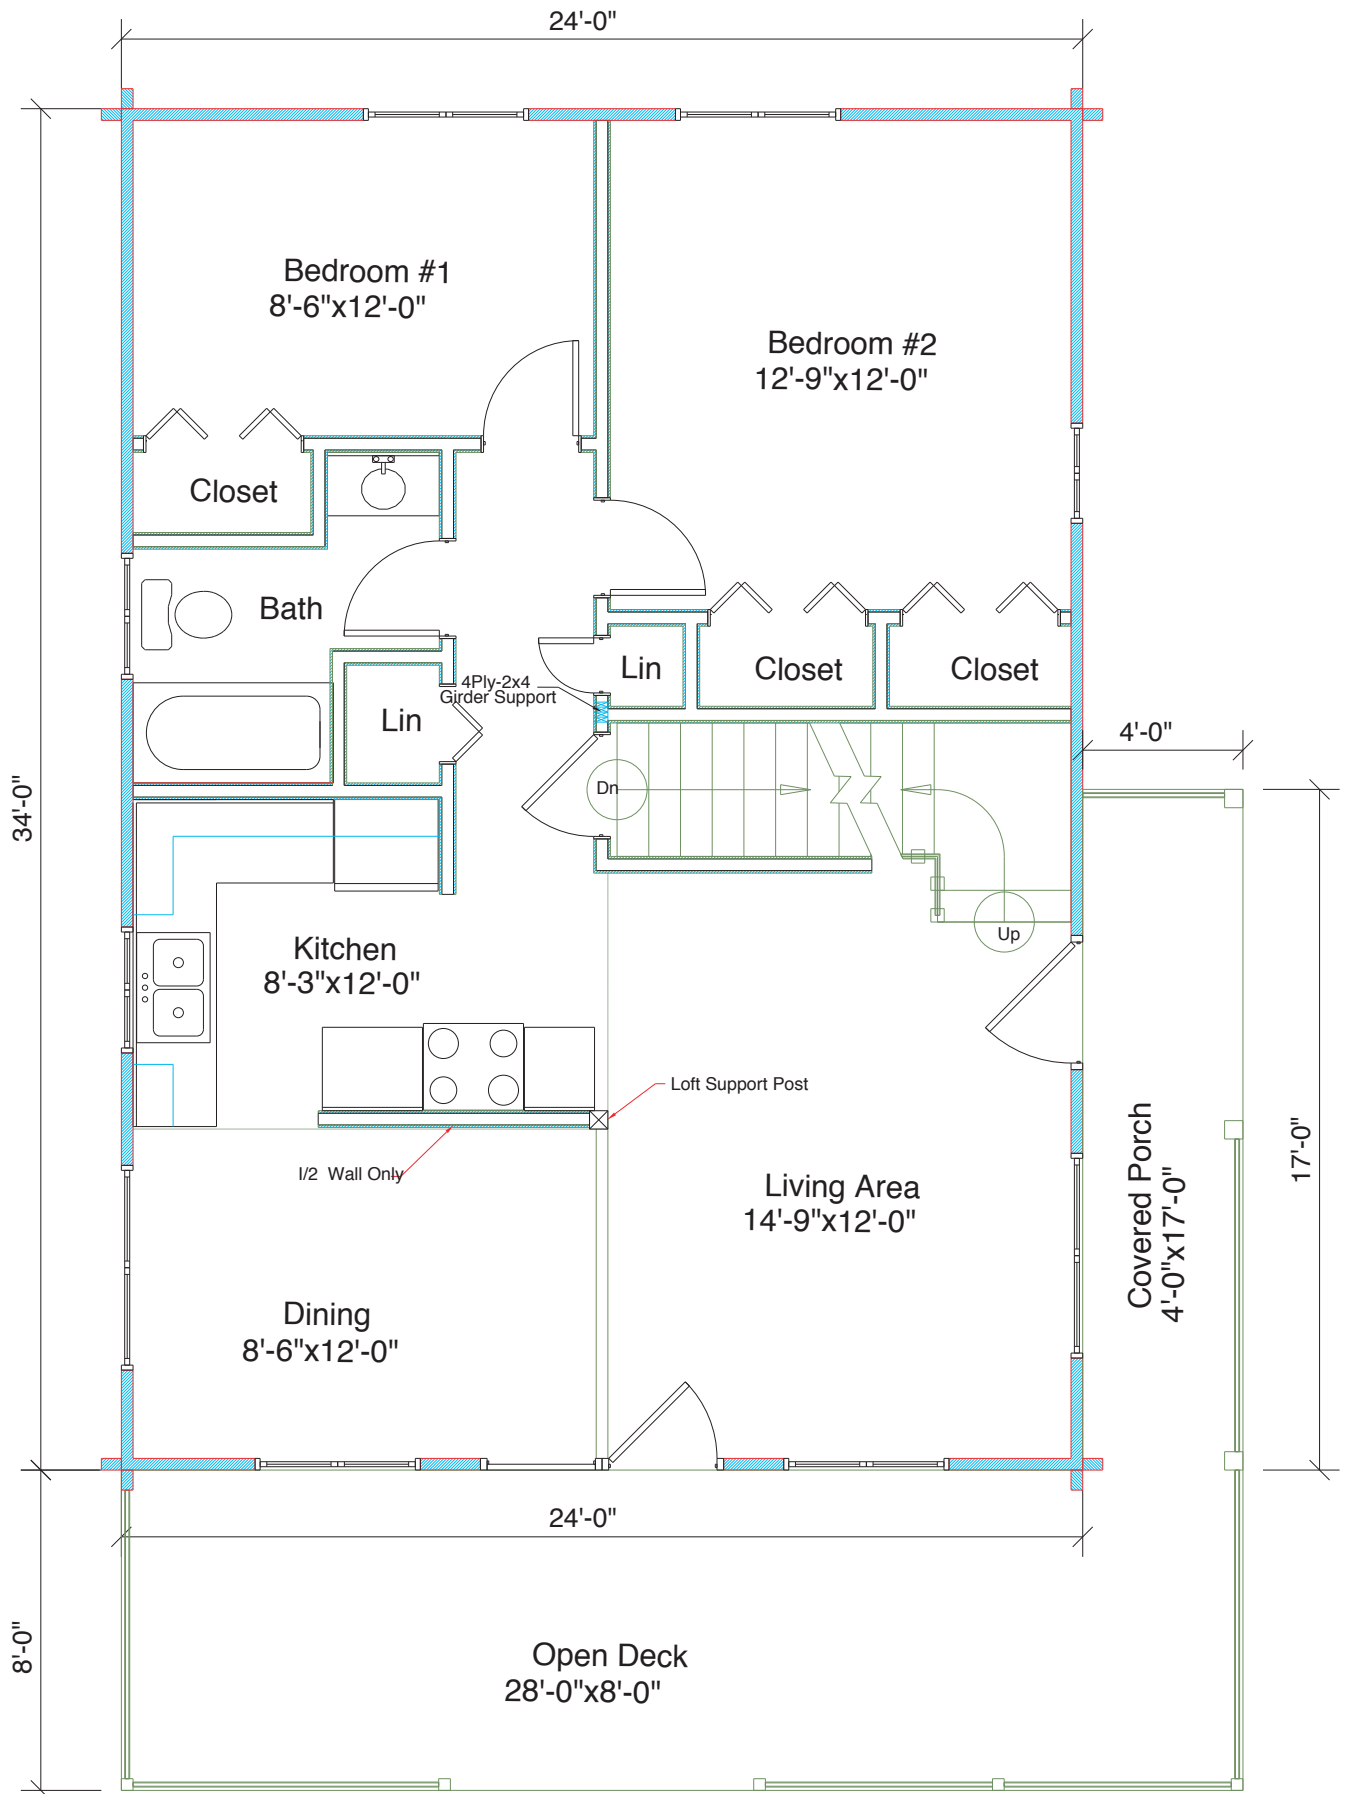 24'-0"
Bedroom #1
8'-6"x12'-0"
Bedroom #2
12'-9"x12'-0"
Closet
Bath
Lin
Closet
Closet
4Ply-2x4
Girder Support
Lin
4'-0"
Dn
34'-0"
Up
Kitchen
8'-3"x12'-0"
Loft Support Post
1/2 Wall Only
Living Area
14'-9"x12'-0"
Covered Porch
4'-0"x17'-0"
17'-0"
Dining
8'-6"x12'-0"
24'-0"
8'-0"
Open Deck
28'-0"x8'-0"